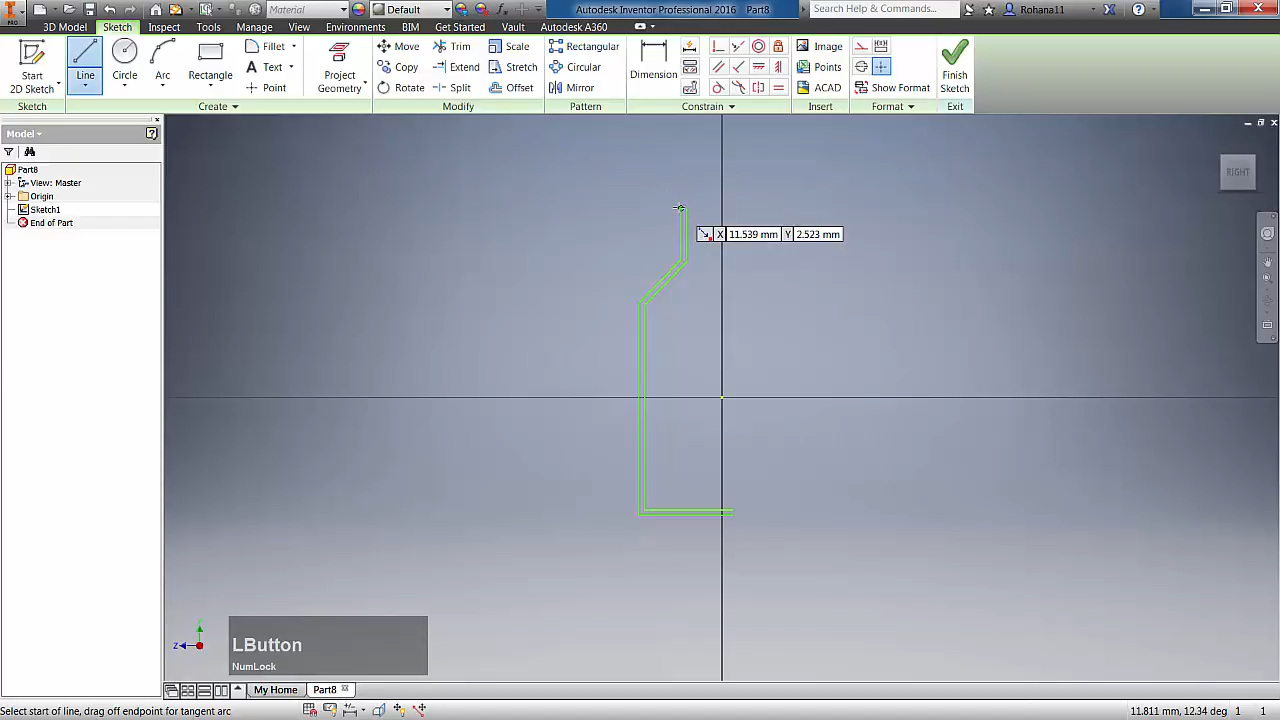 PRO
Material
Default
Autodesk Inventor Professional 2016 Part8
Search Help & Commands...
Rohana11
3D Model Sketch Inspect Tools Manage View Environments BIM Get Started Vault Autodesk A360
Start 2D Sketch
Line
Circle
Arc
Rectangle
Fillet
Text
Point
Project Geometry
Move Trim Scale
Copy Extend Stretch
Rotate Split Offset
Rectangular
Circular
Mirror
Dimension
Image
Points
ACAD
Show Format
Finish Sketch
Sketch Create Modify Pattern Constrain Insert Format Exit
Model
Part8
View: Master
Origin
Sketch1
End of Part
RIGHT
X 11.539 mm Y 2.523 mm
Z
LButton
NumLock
My Home Part8
Start of line, drag off endpoint for tangent arc
11.811 mm, 12.34 deg 1 1